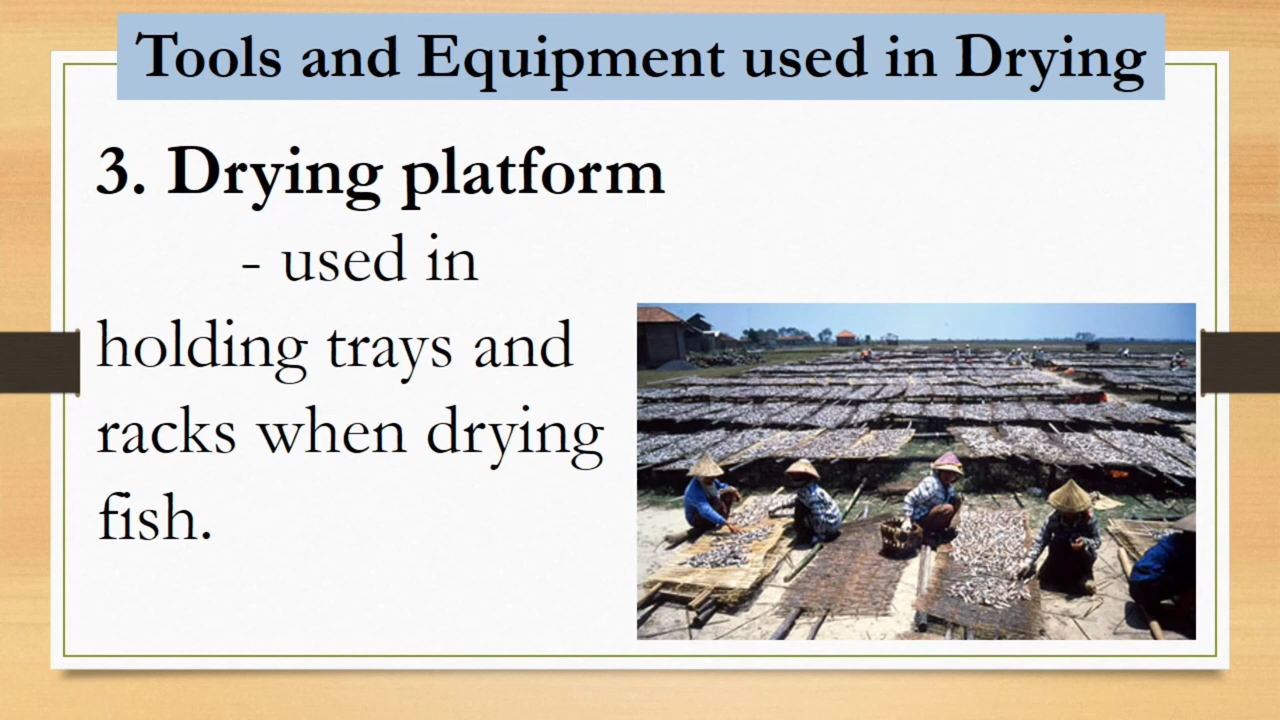 Tools and Equipment used in Drying
3. Drying platform
- used in
holding trays and
racks when drying
fish.